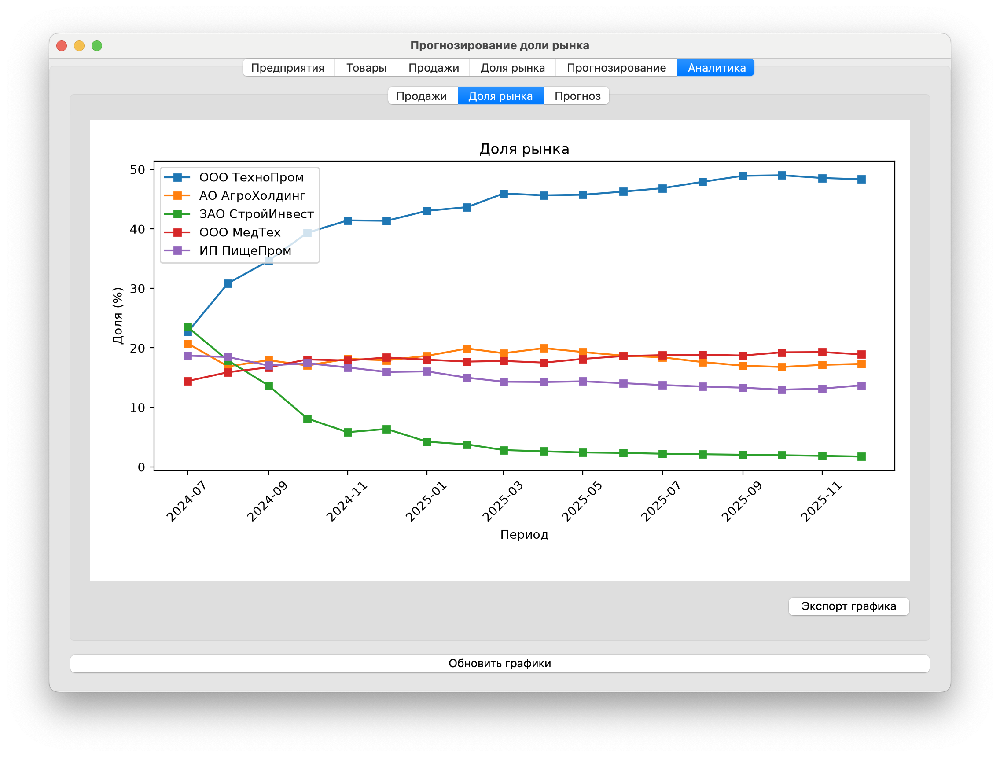 Прогнозирование доли рынка
Предприятия Товары Продажи Доля рынка Прогнозирование Аналитика
Продажи Доля рынка Прогноз
Доля рынка
50
40
30
20
10
0
Доля (%)
ООО ТехноПром
АО АгроХолдинг
ЗАО СтройИнвест
ООО МедТех
ИП ПищеПром
2024-07 2024-09 2024-11 2025-01 2025-03 2025-05 2025-07 2025-09 2025-11
Период
Экспорт графика
Обновить графики